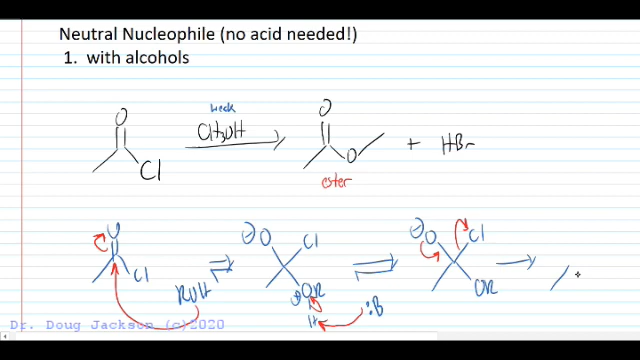 Neutral Nucleophile (no acid needed!)
1. with alcohols
O weak O
CH3OH
Cl O + HBr
ester
O ⊖O Cl ⊖O Cl
Cl ROH ⊕OR OR
H :B
Dr. Doug Jackson (c)2020